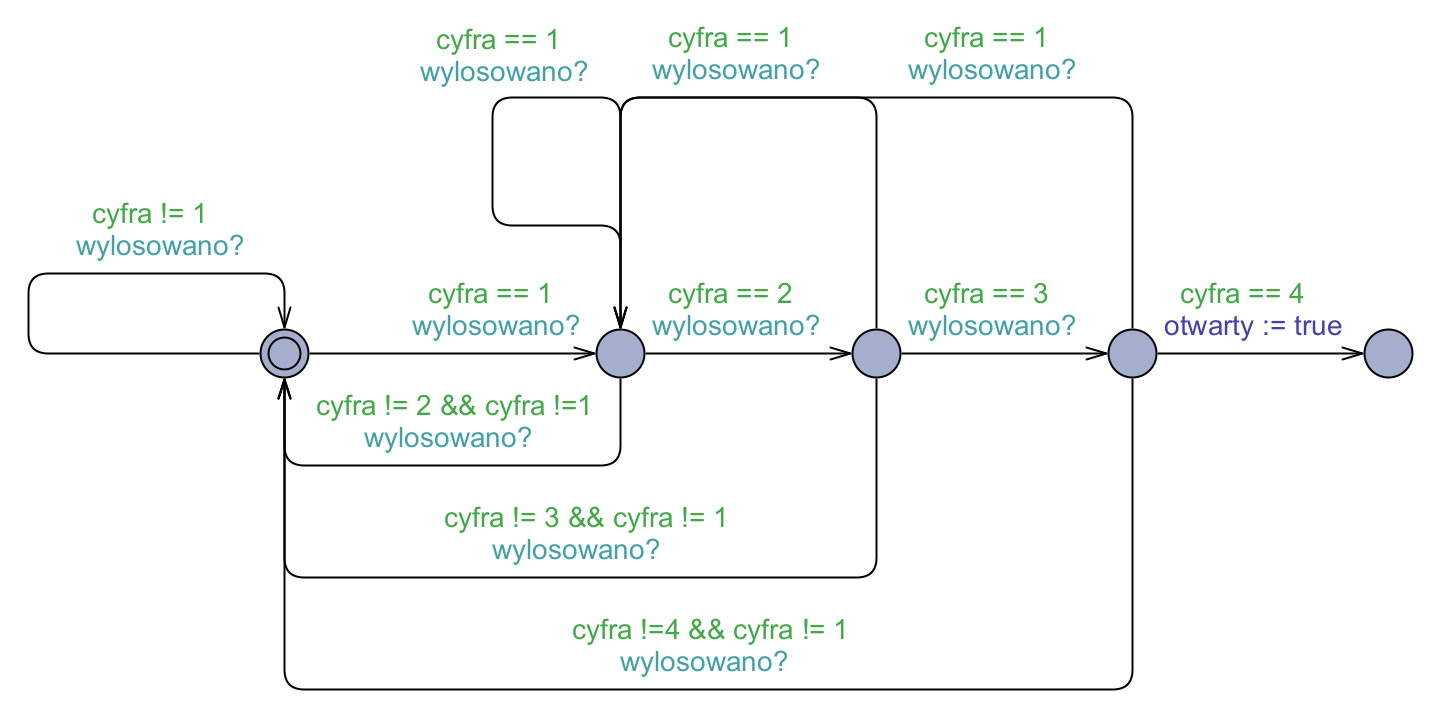 cyfra == 1
wylosowano?
cyfra == 1
wylosowano?
cyfra == 1
wylosowano?
cyfra != 1
wylosowano?
cyfra == 1
wylosowano?
cyfra == 2
wylosowano?
cyfra == 3
wylosowano?
cyfra == 4
otwarty := true
cyfra != 2 && cyfra !=1
wylosowano?
cyfra != 3 && cyfra != 1
wylosowano?
cyfra !=4 && cyfra != 1
wylosowano?